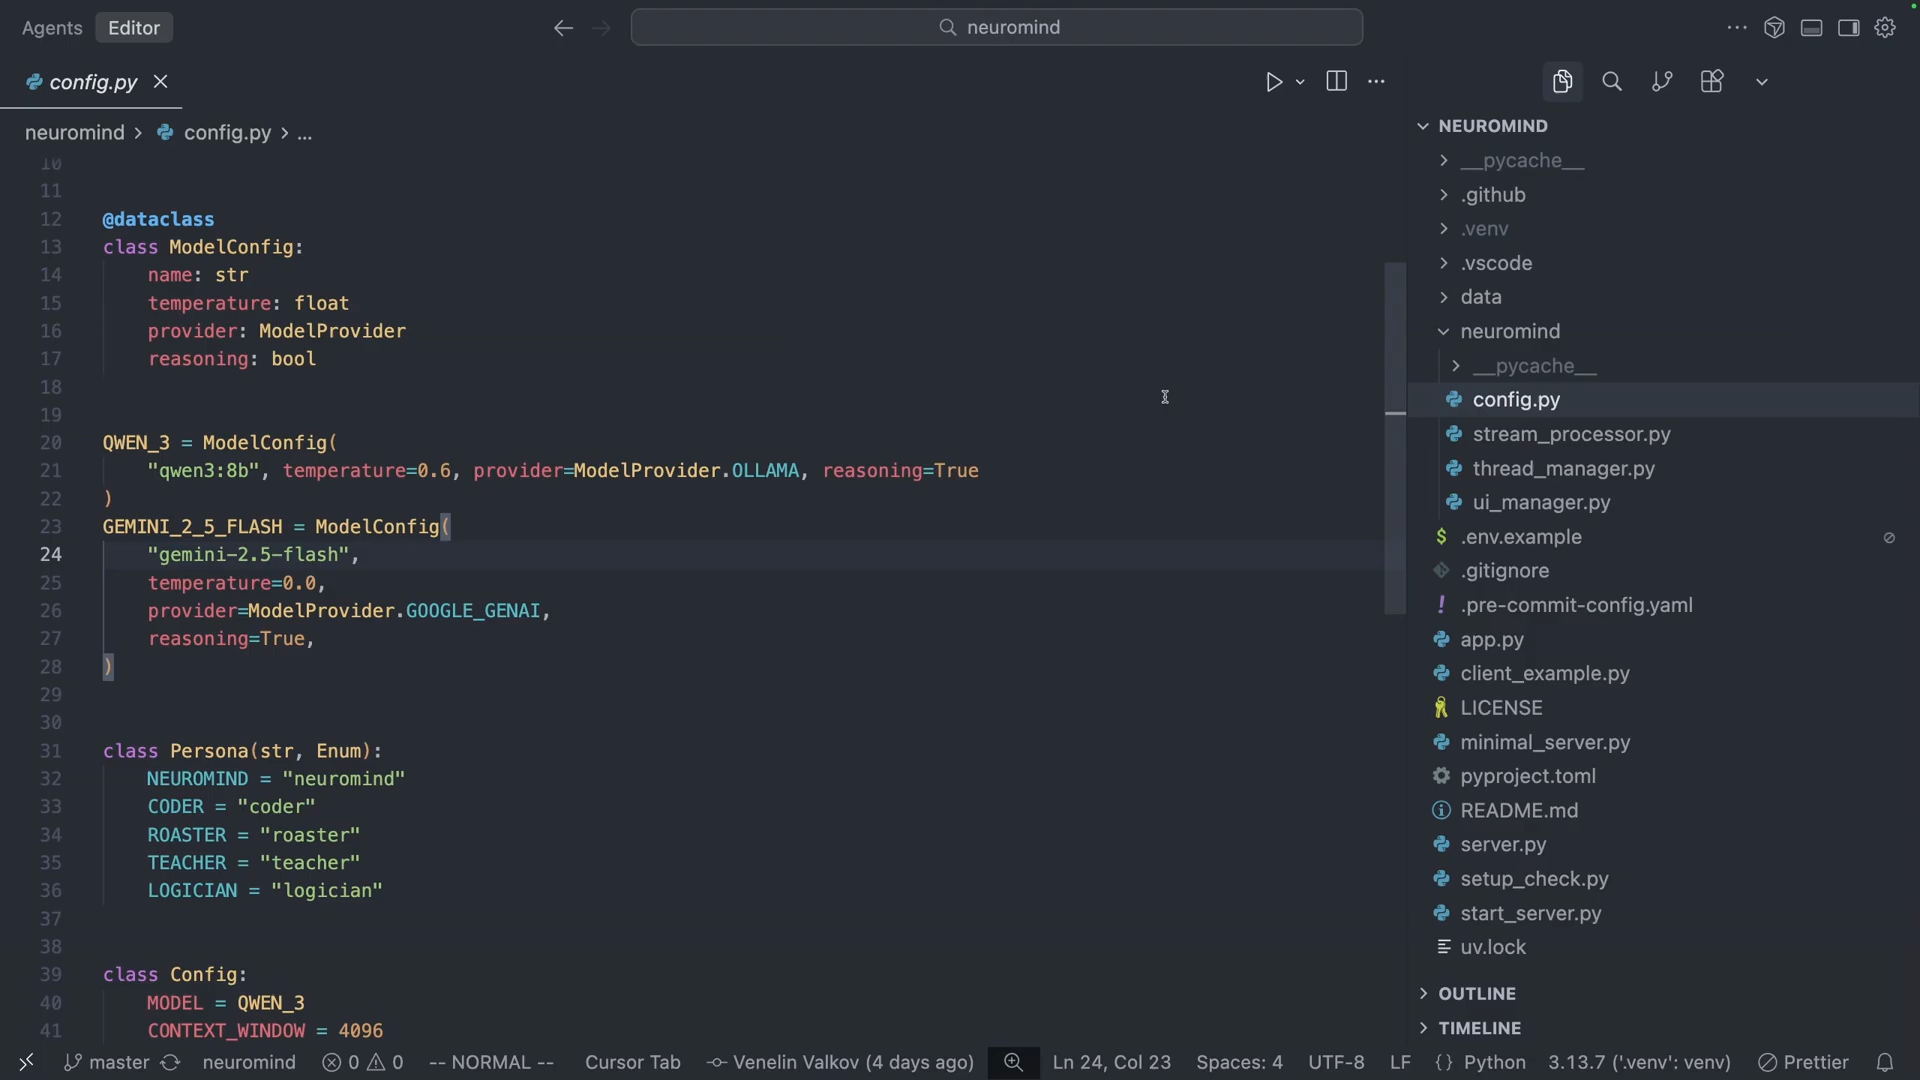 Agents Editor
neuromind
config.py
neuromind > config.py > ...
10
11
12 @dataclass
13 class ModelConfig:
14 name: str
15 temperature: float
16 provider: ModelProvider
17 reasoning: bool
18
19
20 QWEN_3 = ModelConfig(
21 "qwen3:8b", temperature=0.6, provider=ModelProvider.OLLAMA, reasoning=True
22 )
23 GEMINI_2_5_FLASH = ModelConfig(
24 "gemini-2.5-flash",
25 temperature=0.0,
26 provider=ModelProvider.GOOGLE_GENAI,
27 reasoning=True,
28 )
29
30
31 class Persona(str, Enum):
32 NEUROMIND = "neuromind"
33 CODER = "coder"
34 ROASTER = "roaster"
35 TEACHER = "teacher"
36 LOGICIAN = "logician"
37
38
39 class Config:
40 MODEL = QWEN_3
41 CONTEXT_WINDOW = 4096
NEUROMIND
__pycache__
.github
.venv
.vscode
data
neuromind
__pycache__
config.py
stream_processor.py
thread_manager.py
ui_manager.py
$ .env.example
.gitignore
! .pre-commit-config.yaml
app.py
client_example.py
LICENSE
minimal_server.py
pyproject.toml
README.md
server.py
setup_check.py
start_server.py
uv.lock
OUTLINE
TIMELINE
master neuromind 0 0 -- NORMAL -- Cursor Tab Venelin Valkov (4 days ago) Ln 24, Col 23 Spaces: 4 UTF-8 LF {} Python 3.13.7 ('.venv': venv) Prettier